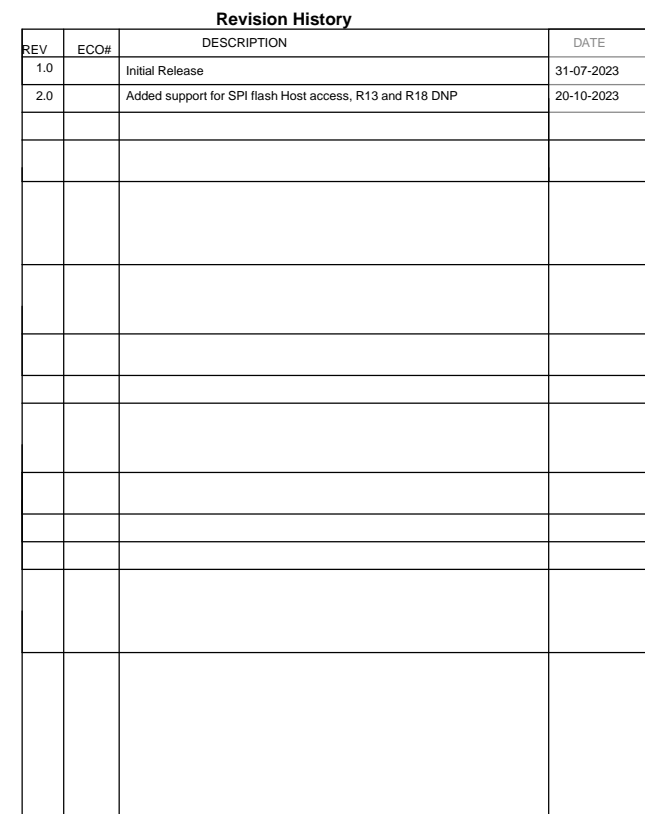 Revision History
REV ECO# DESCRIPTION DATE
1.0 Initial Release 31-07-2023
2.0 Added support for SPI flash Host access, R13 and R18 DNP 20-10-2023